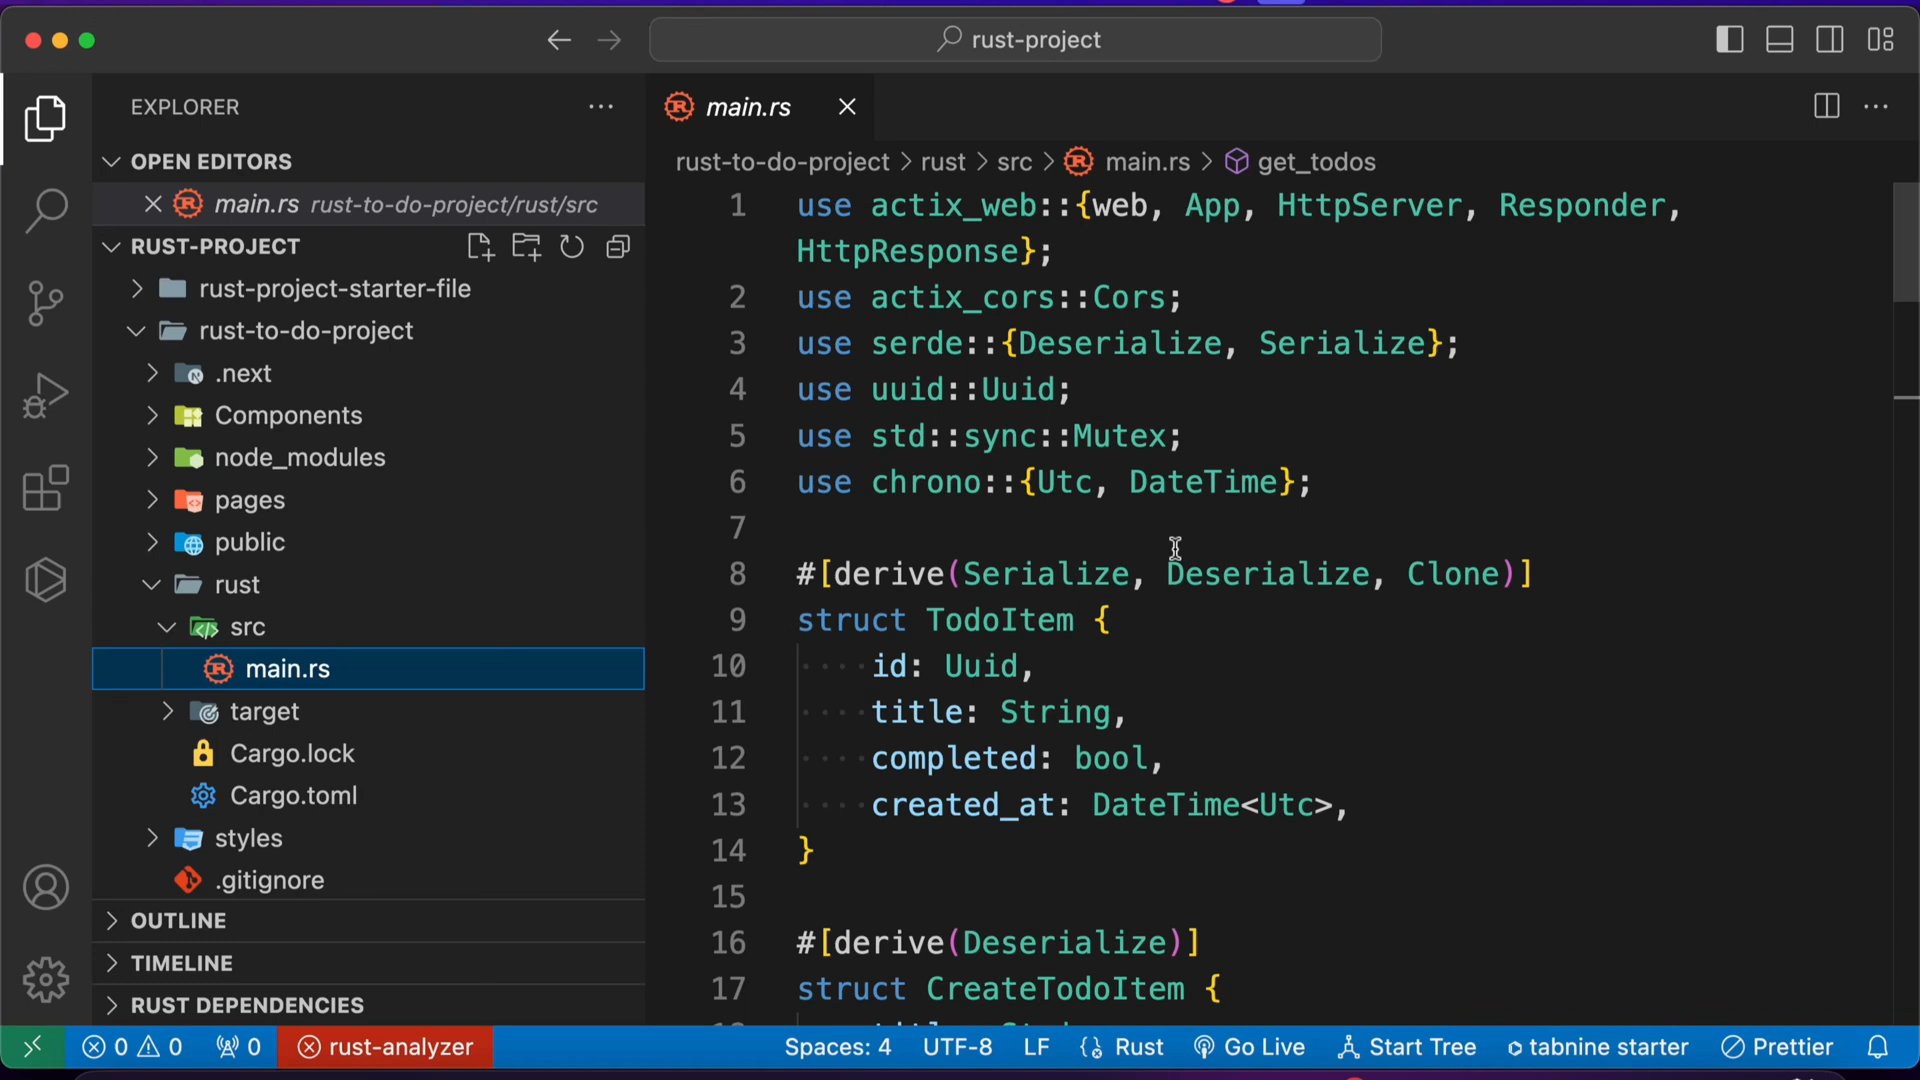 rust-project
EXPLORER
OPEN EDITORS
main.rs rust-to-do-project/rust/src
RUST-PROJECT
rust-project-starter-file
rust-to-do-project
.next
Components
node_modules
pages
public
rust
src
main.rs
target
Cargo.lock
Cargo.toml
styles
.gitignore
OUTLINE
TIMELINE
RUST DEPENDENCIES
main.rs
rust-to-do-project > rust > src > main.rs > get_todos
1 use actix_web::{web, App, HttpServer, Responder,
HttpResponse};
2 use actix_cors::Cors;
3 use serde::{Deserialize, Serialize};
4 use uuid::Uuid;
5 use std::sync::Mutex;
6 use chrono::{Utc, DateTime};
7
8 #[derive(Serialize, Deserialize, Clone)]
9 struct TodoItem {
10 id: Uuid,
11 title: String,
12 completed: bool,
13 created_at: DateTime<Utc>,
14 }
15
16 #[derive(Deserialize)]
17 struct CreateTodoItem {
0 0 0 rust-analyzer Spaces: 4 UTF-8 LF Rust Go Live Start Tree tabnine starter Prettier